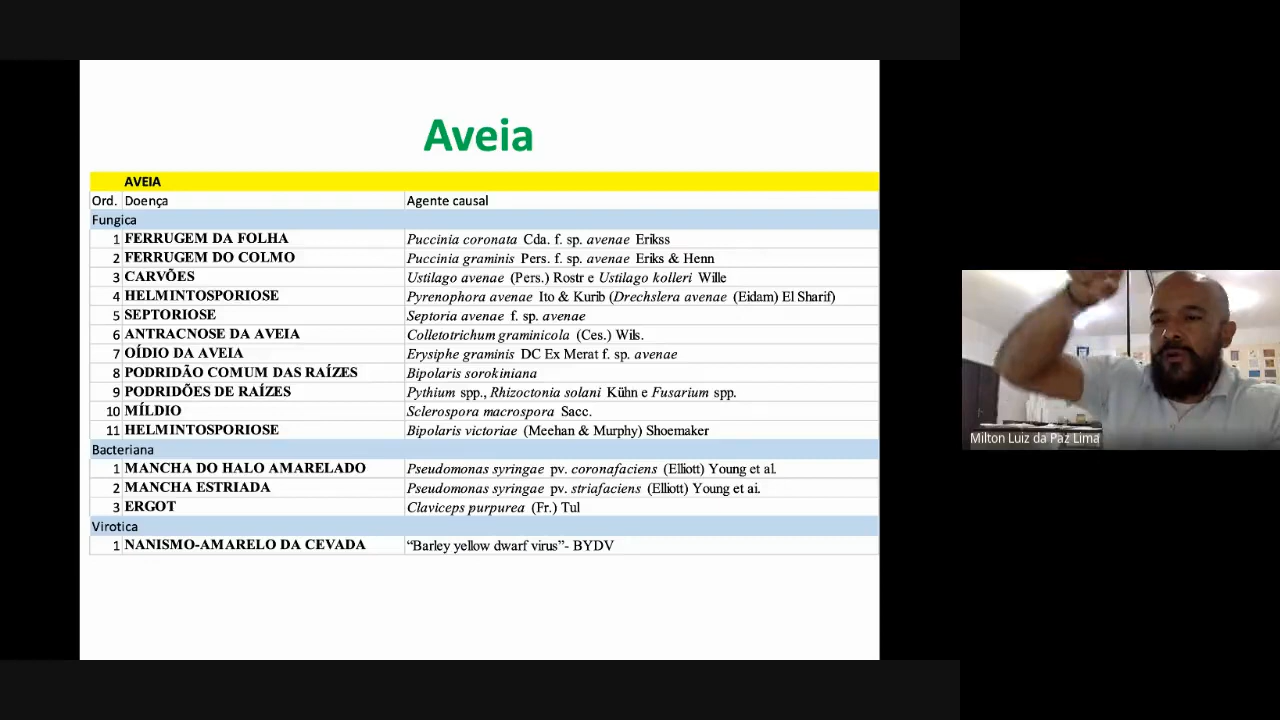 Aveia
AVEIA
Ord. Doença Agente causal
Fungica
1 FERRUGEM DA FOLHA Puccinia coronata Cda. f. sp. avenae Erikss
2 FERRUGEM DO COLMO Puccinia graminis Pers. f. sp. avenae Eriks & Henn
3 CARVÕES Ustilago avenae (Pers.) Rostr e Ustilago kolleri Wille
4 HELMINTOSPORIOSE Pyrenophora avenae Ito & Kurib (Drechslera avenae (Eidam) El Sharif)
5 SEPTORIOSE Septoria avenae f. sp. avenae
6 ANTRACNOSE DA AVEIA Colletotrichum graminicola (Ces.) Wils.
7 OÍDIO DA AVEIA Erysiphe graminis DC Ex Merat f. sp. avenae
8 PODRIDÃO COMUM DAS RAÍZES Bipolaris sorokiniana
9 PODRIDÕES DE RAÍZES Pythium spp., Rhizoctonia solani Kühn e Fusarium spp.
10 MÍLDIO Sclerospora macrospora Sacc.
11 HELMINTOSPORIOSE Bipolaris victoriae (Meehan & Murphy) Shoemaker
Bacteriana
1 MANCHA DO HALO AMARELADO Pseudomonas syringae pv. coronafaciens (Elliott) Young et al.
2 MANCHA ESTRIADA Pseudomonas syringae pv. striafaciens (Elliott) Young et ai.
3 ERGOT Claviceps purpurea (Fr.) Tul
Virotica
1 NANISMO-AMARELO DA CEVADA “Barley yellow dwarf virus”- BYDV
Milton Luiz da Paz Lima